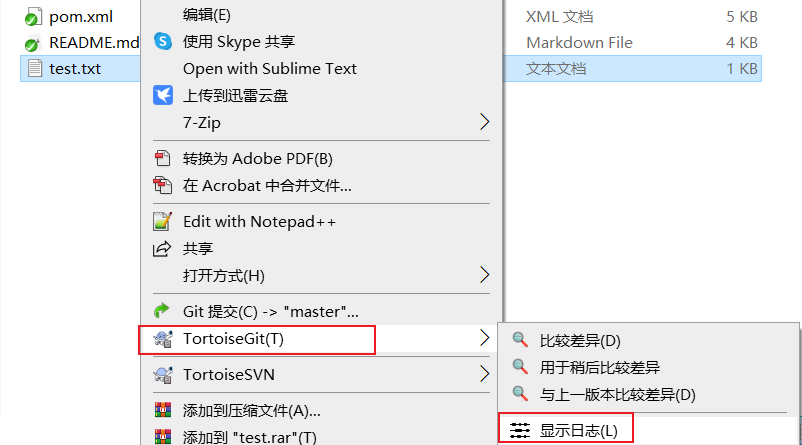 pom.xml XML 文档 5 KB
README.md Markdown File 4 KB
test.txt 文本文档 1 KB
编辑(E)
使用 Skype 共享
Open with Sublime Text
上传到迅雷云盘
7-Zip
转换为 Adobe PDF(B)
在 Acrobat 中合并文件...
Edit with Notepad++
共享
打开方式(H)
Git 提交(C) -> "master"...
TortoiseGit(T)
TortoiseSVN
添加到压缩文件(A)...
添加到 "test.rar"(T)
比较差异(D)
用于稍后比较差异
与上一版本比较差异(D)
显示日志(L)